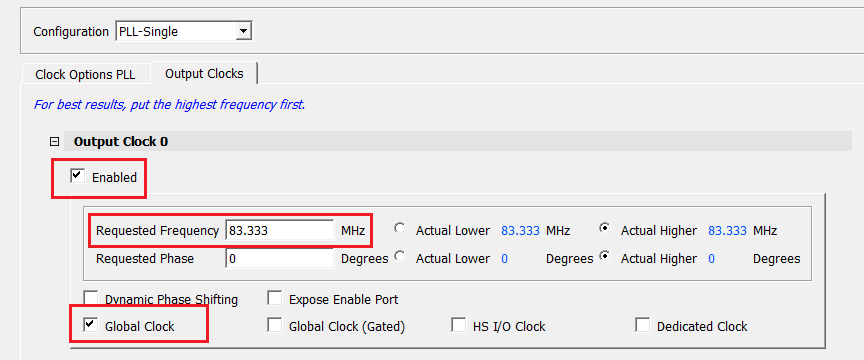 Configuration PLL-Single
Clock Options PLL Output Clocks
For best results, put the highest frequency first.
Output Clock 0
Enabled
Requested Frequency 83.333 MHz Actual Lower 83.333 MHz Actual Higher 83.333 MHz
Requested Phase 0 Degrees Actual Lower 0 Degrees Actual Higher 0 Degrees
Dynamic Phase Shifting Expose Enable Port
Global Clock Global Clock (Gated) HS I/O Clock Dedicated Clock